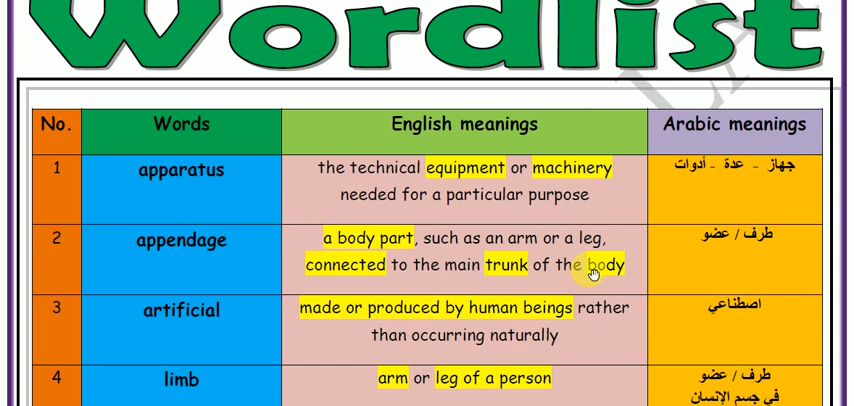 Wordlist
No. Words English meanings Arabic meanings
1 apparatus the technical equipment or machinery needed for a particular purpose جهاز - عدة - أدوات
2 appendage a body part, such as an arm or a leg, connected to the main trunk of the body طرف / عضو
3 artificial made or produced by human beings rather than occurring naturally اصطناعي
4 limb arm or leg of a person طرف / عضو
في جسم الإنسان